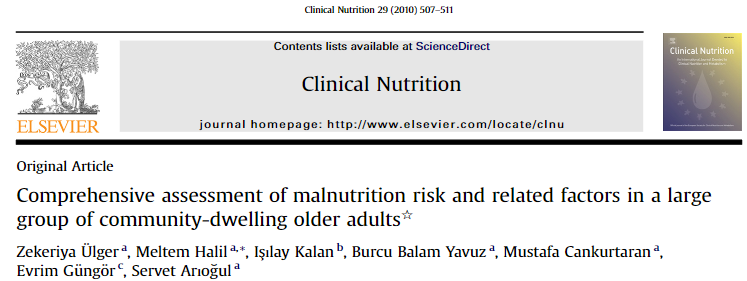 Clinical Nutrition 29 (2010) 507–511
Contents lists available at ScienceDirect
Clinical Nutrition
journal homepage: http://www.elsevier.com/locate/clnu
ELSEVIER
Clinical Nutrition
Original Article
Comprehensive assessment of malnutrition risk and related factors in a large
group of community-dwelling older adults☆
Zekeriya Ülger a, Meltem Halil a,*, Işılay Kalan b, Burcu Balam Yavuz a, Mustafa Cankurtaran a,
Evrim Güngör c, Servet Arıoğul a